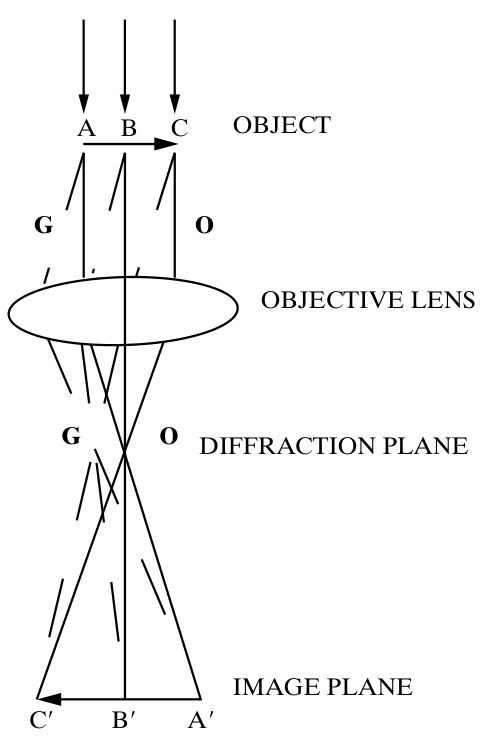 A B C OBJECT
G O
OBJECTIVE LENS
G O DIFFRACTION PLANE
IMAGE PLANE
C′ B′ A′